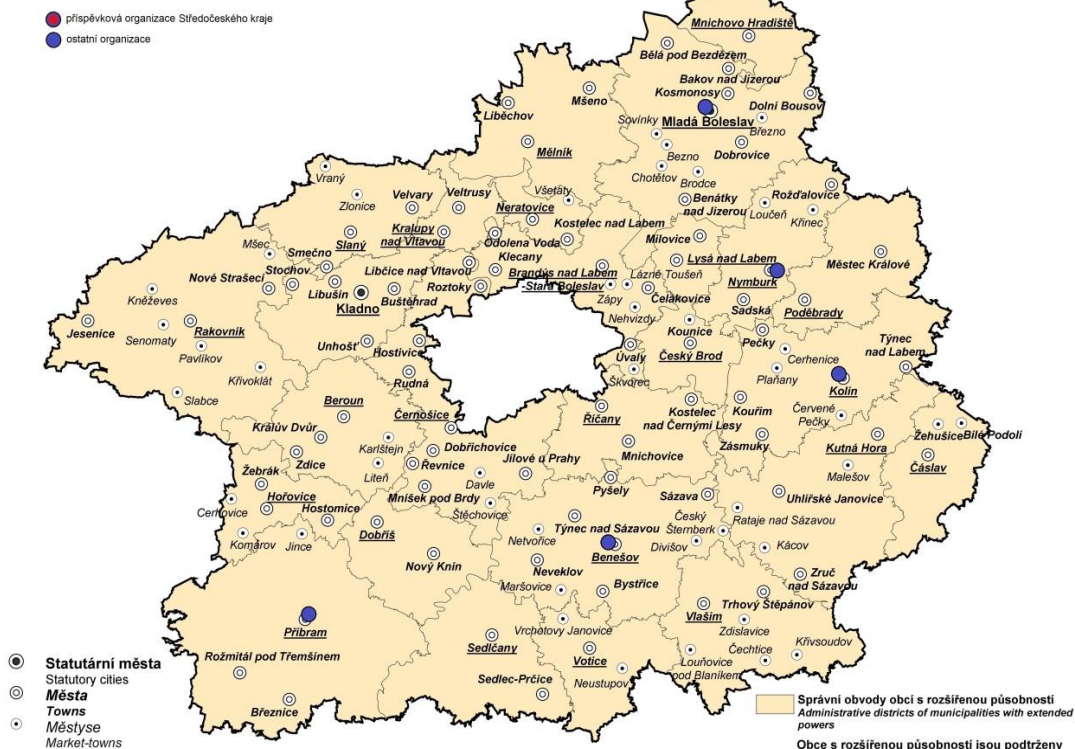 příspěvková organizace Středočeského kraje
ostatní organizace
Mnichovo Hradiště
Bělá pod Bezdězem
Bakov nad Jizerou
Mšeno
Kosmonosy
Liběchov
Dolní Bousov
Sovínky
Mladá Boleslav
Březno
Mělník
Bezno
Dobrovice
Chotětov
Brodce
Vraný
Všetaty
Rožďalovice
Zlonice
Velvary
Veltrusy
Neratovice
Benátky
nad Jizerou
Loučeň
Křinec
Kostelec nad Labem
Slaný
Kralupy
nad Vltavou
Odolena Voda
Milovice
Mšec
Smečno
Klecany
Lysá nad Labem
Městec Králové
Nové Strašecí
Stochov
Libčice nad Vltavou
Brandýs nad Labem
-Stará Boleslav
Lázně Toušeň
Nymburk
Kněževes
Libušín
Buštěhrad
Roztoky
Zápy
Čelákovice
Sadská
Poděbrady
Kladno
Nehvizdy
Jesenice
Rakovník
Senomaty
Kounice
Pečky
Týnec
nad Labem
Pavlíkov
Unhošť
Hostivice
Úvaly
Český Brod
Cerhenice
Křivoklát
Škvorec
Plaňany
Kolín
Rudná
Slabce
Beroun
Černošice
Říčany
Kostelec
nad Černými Lesy
Kouřim
Červené
Pečky
Králův Dvůr
Karlštejn
Dobřichovice
Mnichovice
Zásmuky
Kutná Hora
Žehušice
Bílé Podolí
Zdice
Liteň
Řevnice
Jílové u Prahy
Malešov
Čáslav
Žebrák
Davle
Pyšely
Sázava
Uhlířské Janovice
Hořovice
Mníšek pod Brdy
Štěchovice
Cerhovice
Hostomice
Český
Šternberk
Rataje nad Sázavou
Komárov
Jince
Dobříš
Týnec nad Sázavou
Netvořice
Benešov
Divišov
Kácov
Nový Knín
Neveklov
Zruč
nad Sázavou
Maršovice
Bystřice
Vlašim
Trhový Štěpánov
Příbram
Vrchotovy Janovice
Zdislavice
Sedlčany
Křivsoudov
Rožmitál pod Třemšínem
Votice
Louňovice
pod Blaníkem
Čechtice
Sedlec-Prčice
Neustupov
Březnice
Statutární města
Statutory cities
Města
Towns
Městyse
Market-towns
Správní obvody obcí s rozšířenou působností
Administrative districts of municipalities with extended
powers
Obce s rozšířenou působností jsou podtrženy